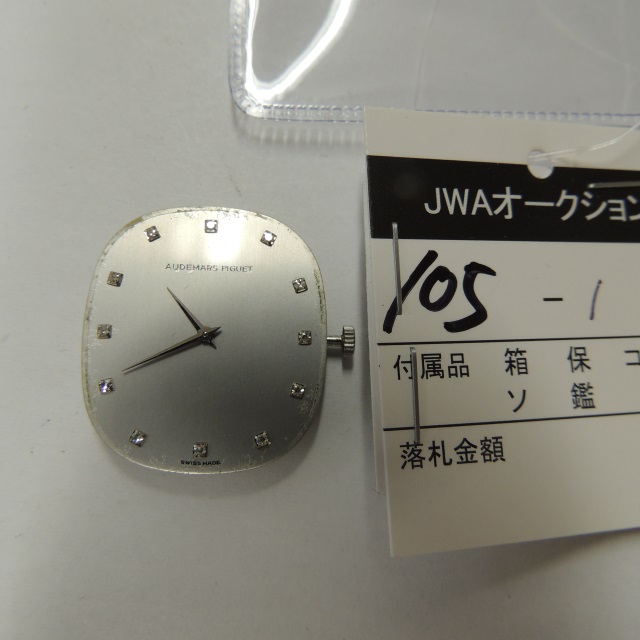 AUDEMARS PIGUET
SWISS MADE
JWAオークション
105 - 1
付属品 箱 保 コ
ソ 鑑
落札金額